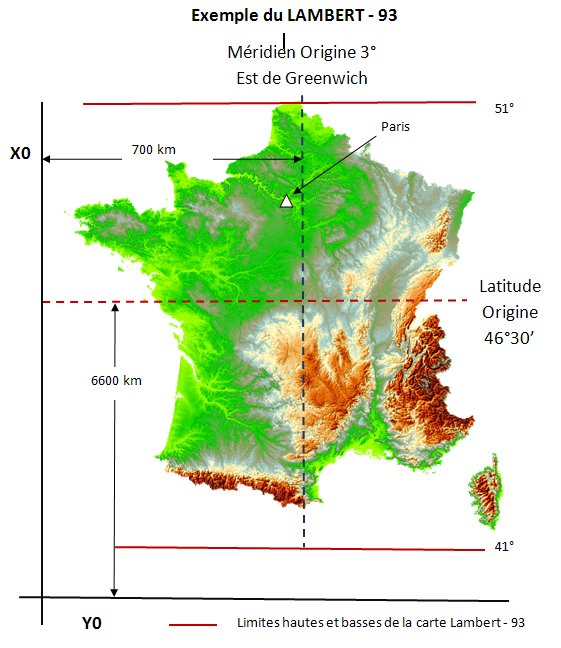 Exemple du LAMBERT - 93
Méridien Origine 3°
Est de Greenwich
51°
Paris
X0
700 km
Latitude
Origine
46°30’
6600 km
41°
Y0
Limites hautes et basses de la carte Lambert - 93